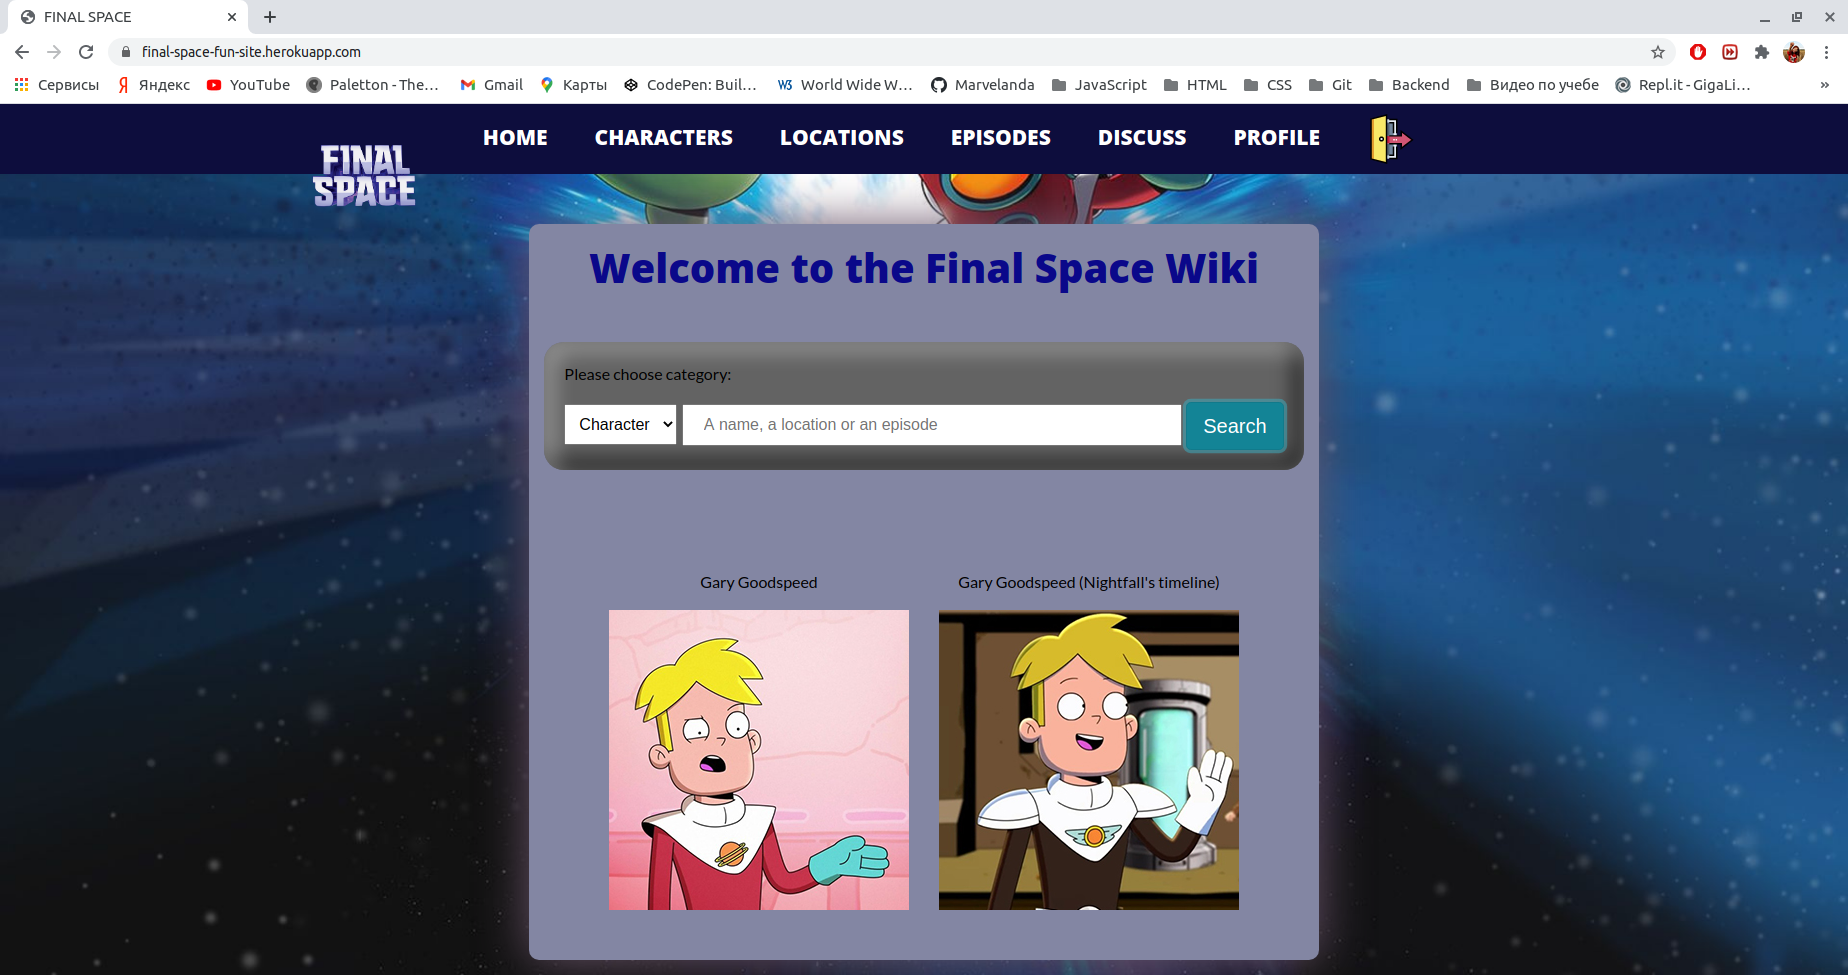 FINAL SPACE
final-space-fun-site.herokuapp.com
Сервисы Яндекс YouTube Paletton - The... Gmail Карты CodePen: Buil... W3 World Wide W... Marvelanda JavaScript HTML CSS Git Backend Видео по учебе Repl.it - GigaLi... »
HOME CHARACTERS LOCATIONS EPISODES DISCUSS PROFILE
FINAL
SPACE
Welcome to the Final Space Wiki
Please choose category:
Character A name, a location or an episode Search
Gary Goodspeed Gary Goodspeed (Nightfall's timeline)